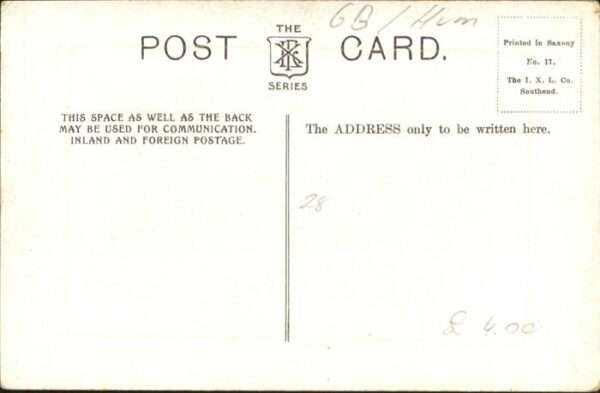 6B / Hum
THE
POST CARD.
SERIES
Printed in Saxony
No. 17.
The I. X. L. Co.
Southend.
THIS SPACE AS WELL AS THE BACK
MAY BE USED FOR COMMUNICATION.
INLAND AND FOREIGN POSTAGE.
The ADDRESS only to be written here.
28
£ 4.00